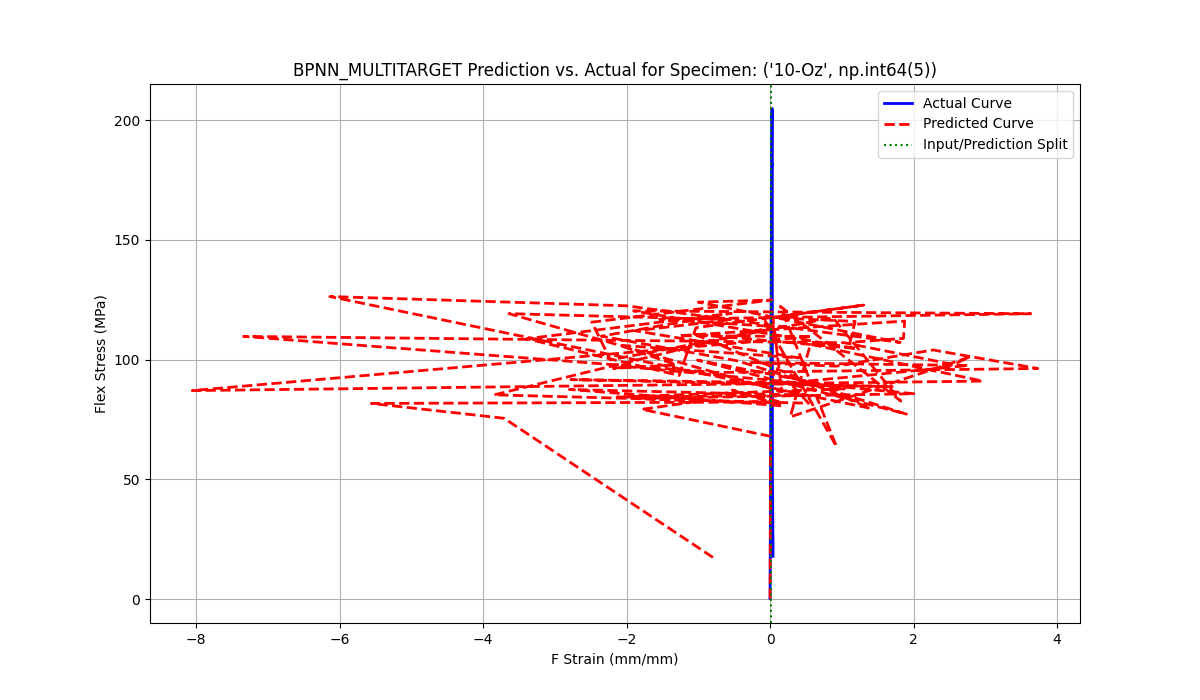 BPNN_MULTITARGET Prediction vs. Actual for Specimen: ('10-Oz', np.int64(5))
Actual Curve
Predicted Curve
Input/Prediction Split
Flex Stress (MPa)
200
150
100
50
0
−8
−6
−4
−2
0
2
4
F Strain (mm/mm)